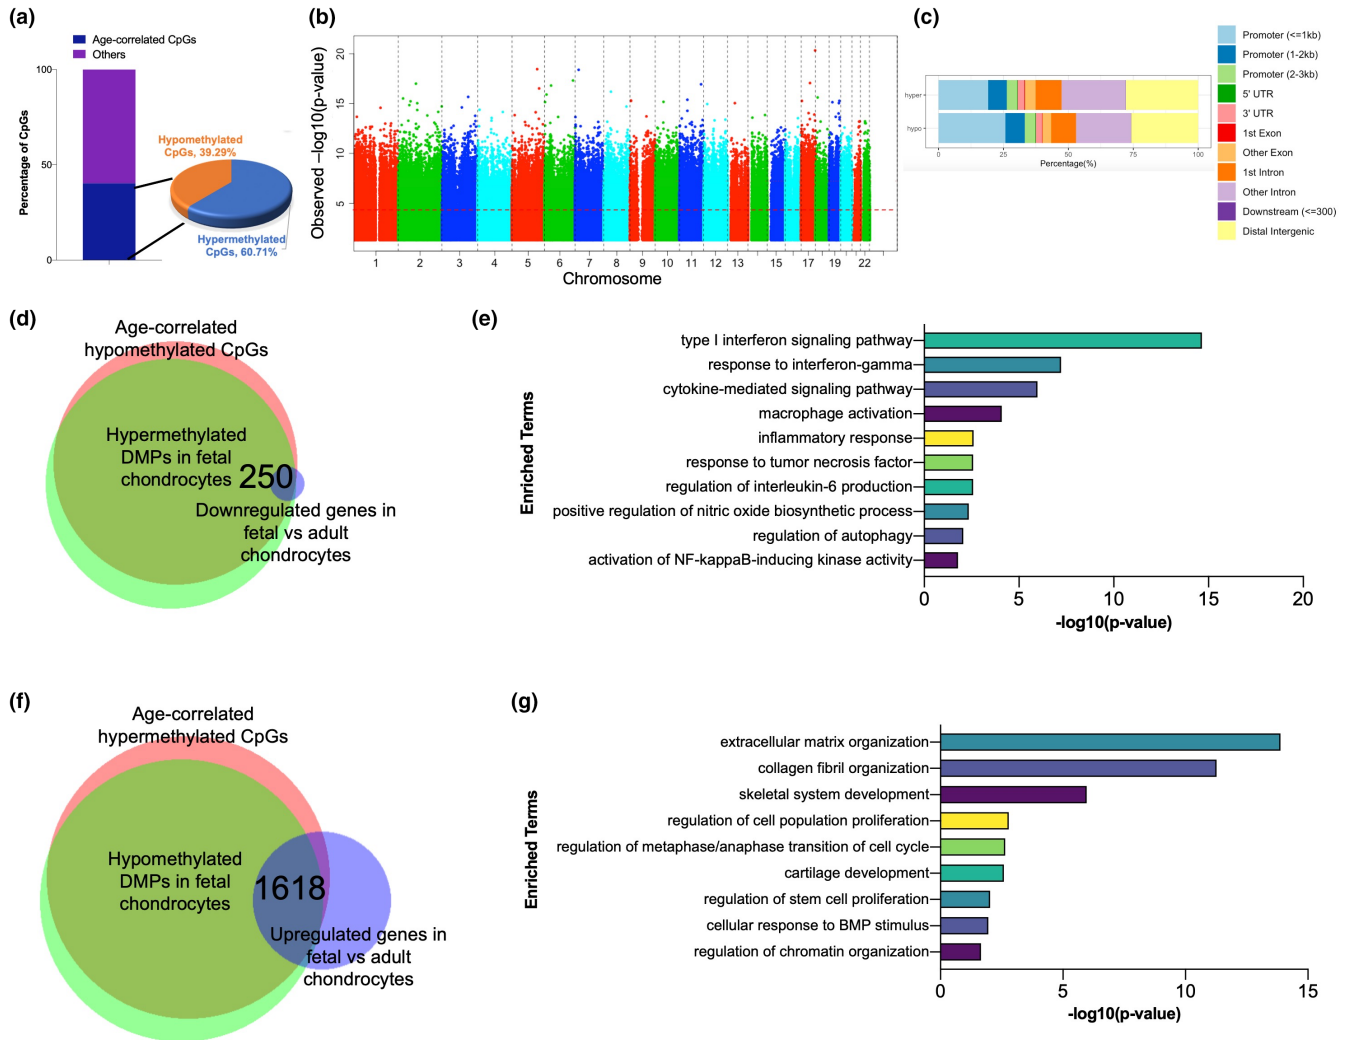 (a)
Age-correlated CpGs
Others
Percentage of CpGs
100
50
0
Hypomethylated
CpGs, 39.29%
Hypermethylated
CpGs, 60.71%
(b)
Observed –log10(p-value)
20
15
10
5
1 2 3 4 5 6 7 8 9 10 11 12 13 15 17 19 22
Chromosome
(c)
hyper
hypo
0 25 50 75 100
Percentage(%)
Promoter (<=1kb)
Promoter (1-2kb)
Promoter (2-3kb)
5' UTR
3' UTR
1st Exon
Other Exon
1st Intron
Other Intron
Downstream (<=300)
Distal Intergenic
(d)
Age-correlated
hypomethylated CpGs
Hypermethylated
DMPs in fetal
chondrocytes
250
Downregulated genes in
fetal vs adult
chondrocytes
(e)
Enriched Terms
type I interferon signaling pathway
response to interferon-gamma
cytokine-mediated signaling pathway
macrophage activation
inflammatory response
response to tumor necrosis factor
regulation of interleukin-6 production
positive regulation of nitric oxide biosynthetic process
regulation of autophagy
activation of NF-kappaB-inducing kinase activity
0 5 10 15 20
-log10(p-value)
(f)
Age-correlated
hypermethylated CpGs
Hypomethylated
DMPs in fetal
chondrocytes
1618
Upregulated genes in
fetal vs adult
chondrocytes
(g)
Enriched Terms
extracellular matrix organization
collagen fibril organization
skeletal system development
regulation of cell population proliferation
regulation of metaphase/anaphase transition of cell cycle
cartilage development
regulation of stem cell proliferation
cellular response to BMP stimulus
regulation of chromatin organization
0 5 10 15
-log10(p-value)